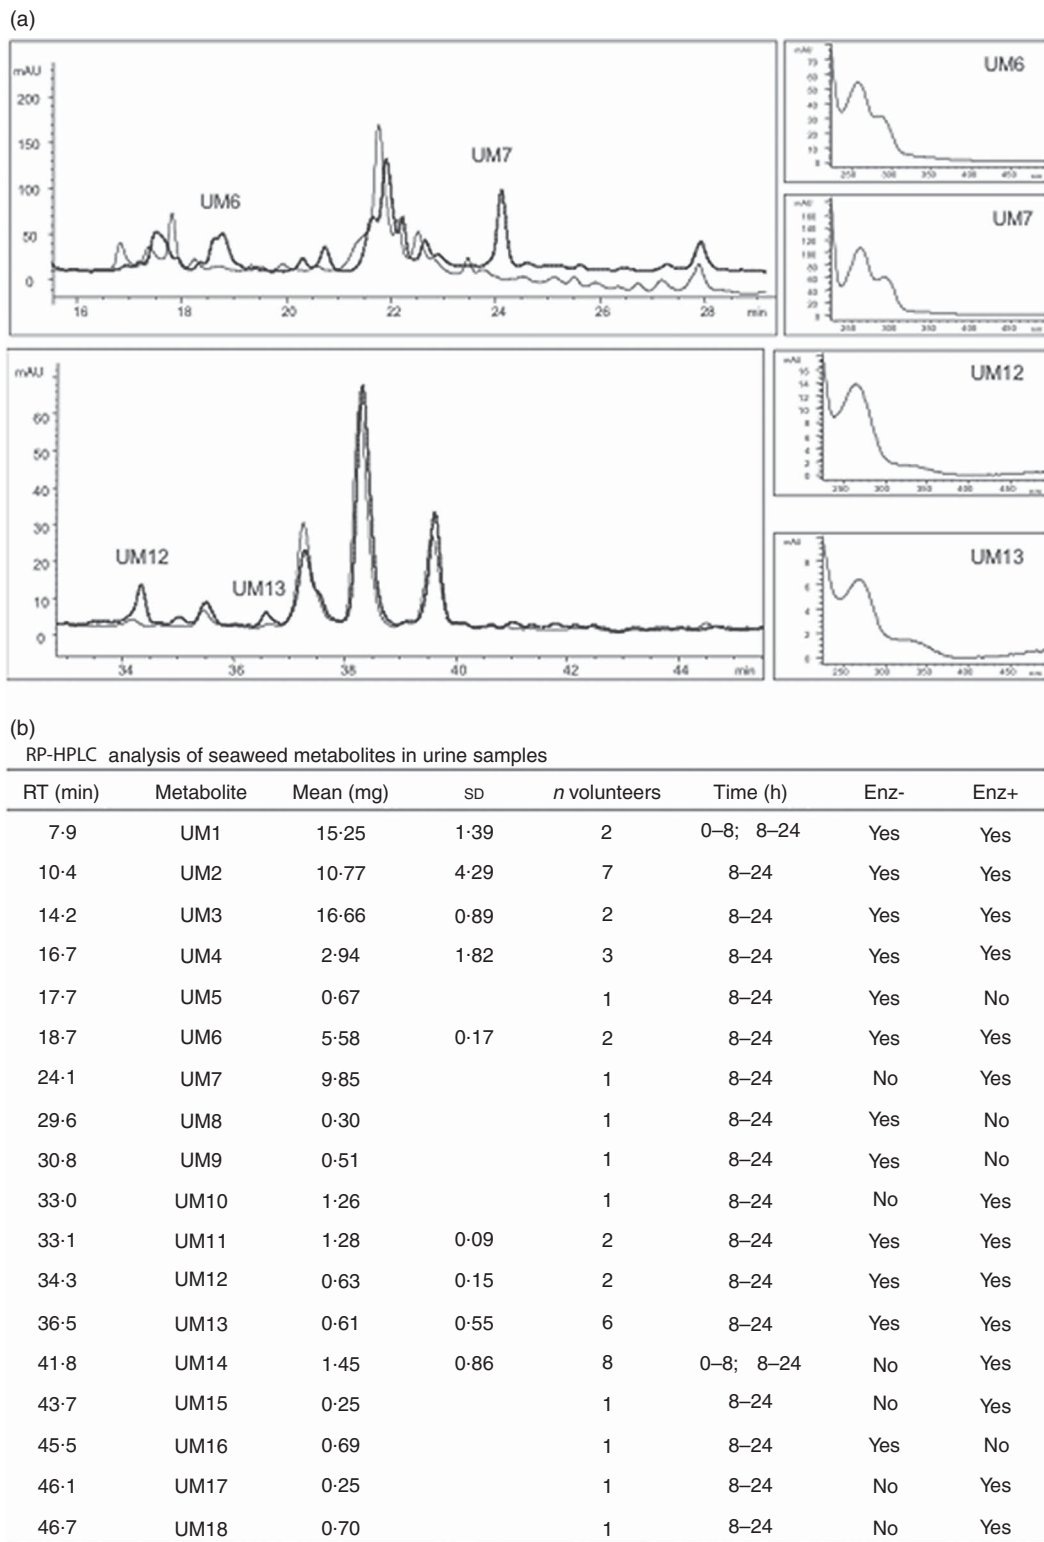 (a)
mAU
200
150
100
50
0
UM6
UM7
16 18 20 22 24 26 28 min
mAU
60
50
40
30
20
10
0
UM12
UM13
34 36 38 40 42 44 min
UM6
UM7
UM12
UM13
(b)
RP-HPLC analysis of seaweed metabolites in urine samples
RT (min) Metabolite Mean (mg) SD n volunteers Time (h) Enz- Enz+
7·9 UM1 15·25 1·39 2 0–8; 8–24 Yes Yes
10·4 UM2 10·77 4·29 7 8–24 Yes Yes
14·2 UM3 16·66 0·89 2 8–24 Yes Yes
16·7 UM4 2·94 1·82 3 8–24 Yes Yes
17·7 UM5 0·67 1 8–24 Yes No
18·7 UM6 5·58 0·17 2 8–24 Yes Yes
24·1 UM7 9·85 1 8–24 No Yes
29·6 UM8 0·30 1 8–24 Yes No
30·8 UM9 0·51 1 8–24 Yes No
33·0 UM10 1·26 1 8–24 No Yes
33·1 UM11 1·28 0·09 2 8–24 Yes Yes
34·3 UM12 0·63 0·15 2 8–24 Yes Yes
36·5 UM13 0·61 0·55 6 8–24 Yes Yes
41·8 UM14 1·45 0·86 8 0–8; 8–24 No Yes
43·7 UM15 0·25 1 8–24 No Yes
45·5 UM16 0·69 1 8–24 Yes No
46·1 UM17 0·25 1 8–24 No Yes
46·7 UM18 0·70 1 8–24 No Yes